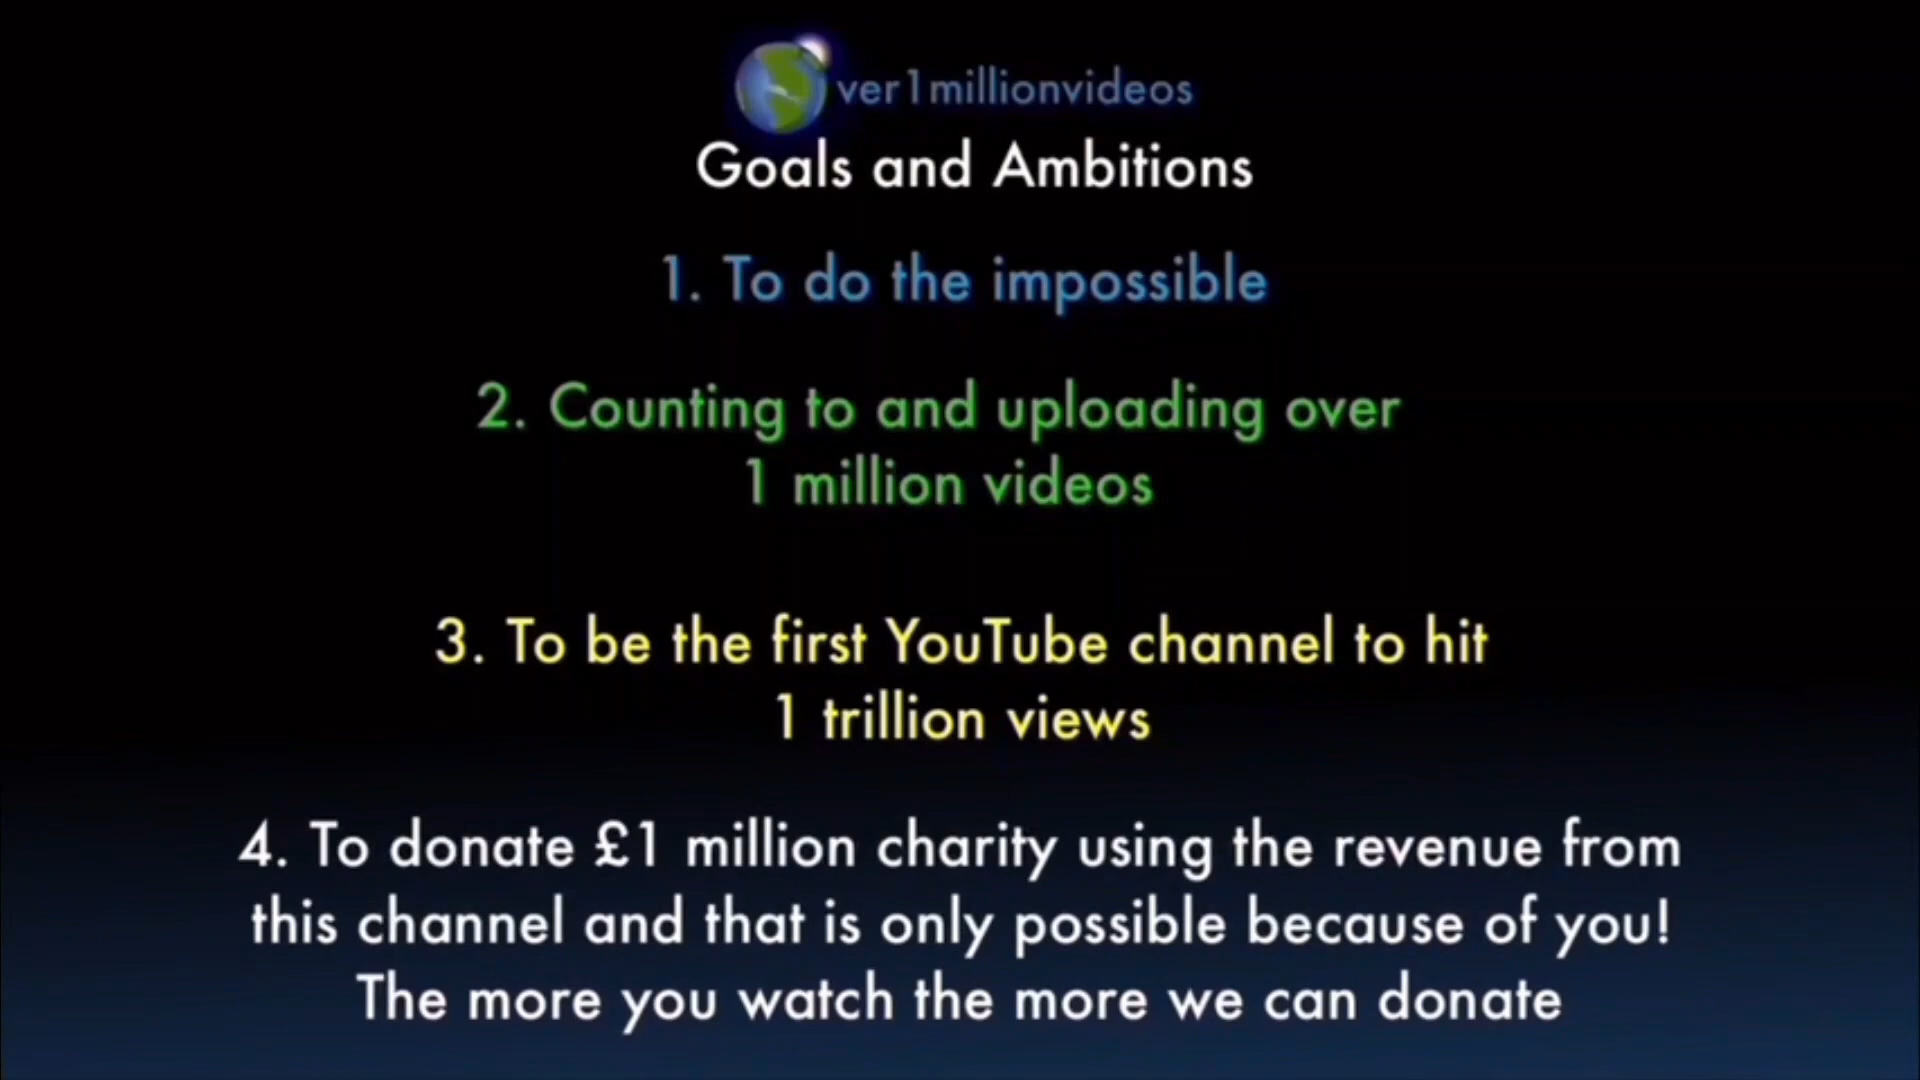 ver1millionvideos
Goals and Ambitions
1. To do the impossible
2. Counting to and uploading over
1 million videos
3. To be the first YouTube channel to hit
1 trillion views
4. To donate £1 million charity using the revenue from
this channel and that is only possible because of you!
The more you watch the more we can donate